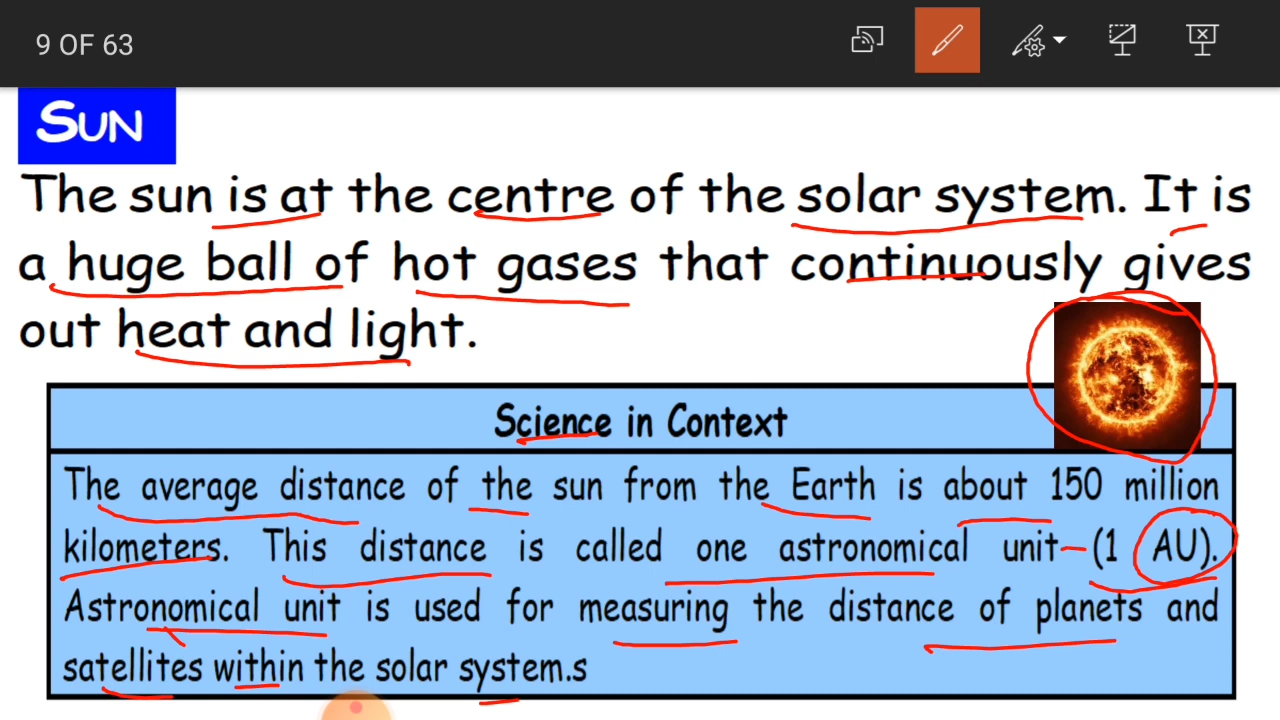 9 OF 63
SUN
The sun is at the centre of the solar system. It is
a huge ball of hot gases that continuously gives
out heat and light.
Science in Context
The average distance of the sun from the Earth is about 150 million
kilometers. This distance is called one astronomical unit (1 AU).
Astronomical unit is used for measuring the distance of planets and
satellites within the solar system.s